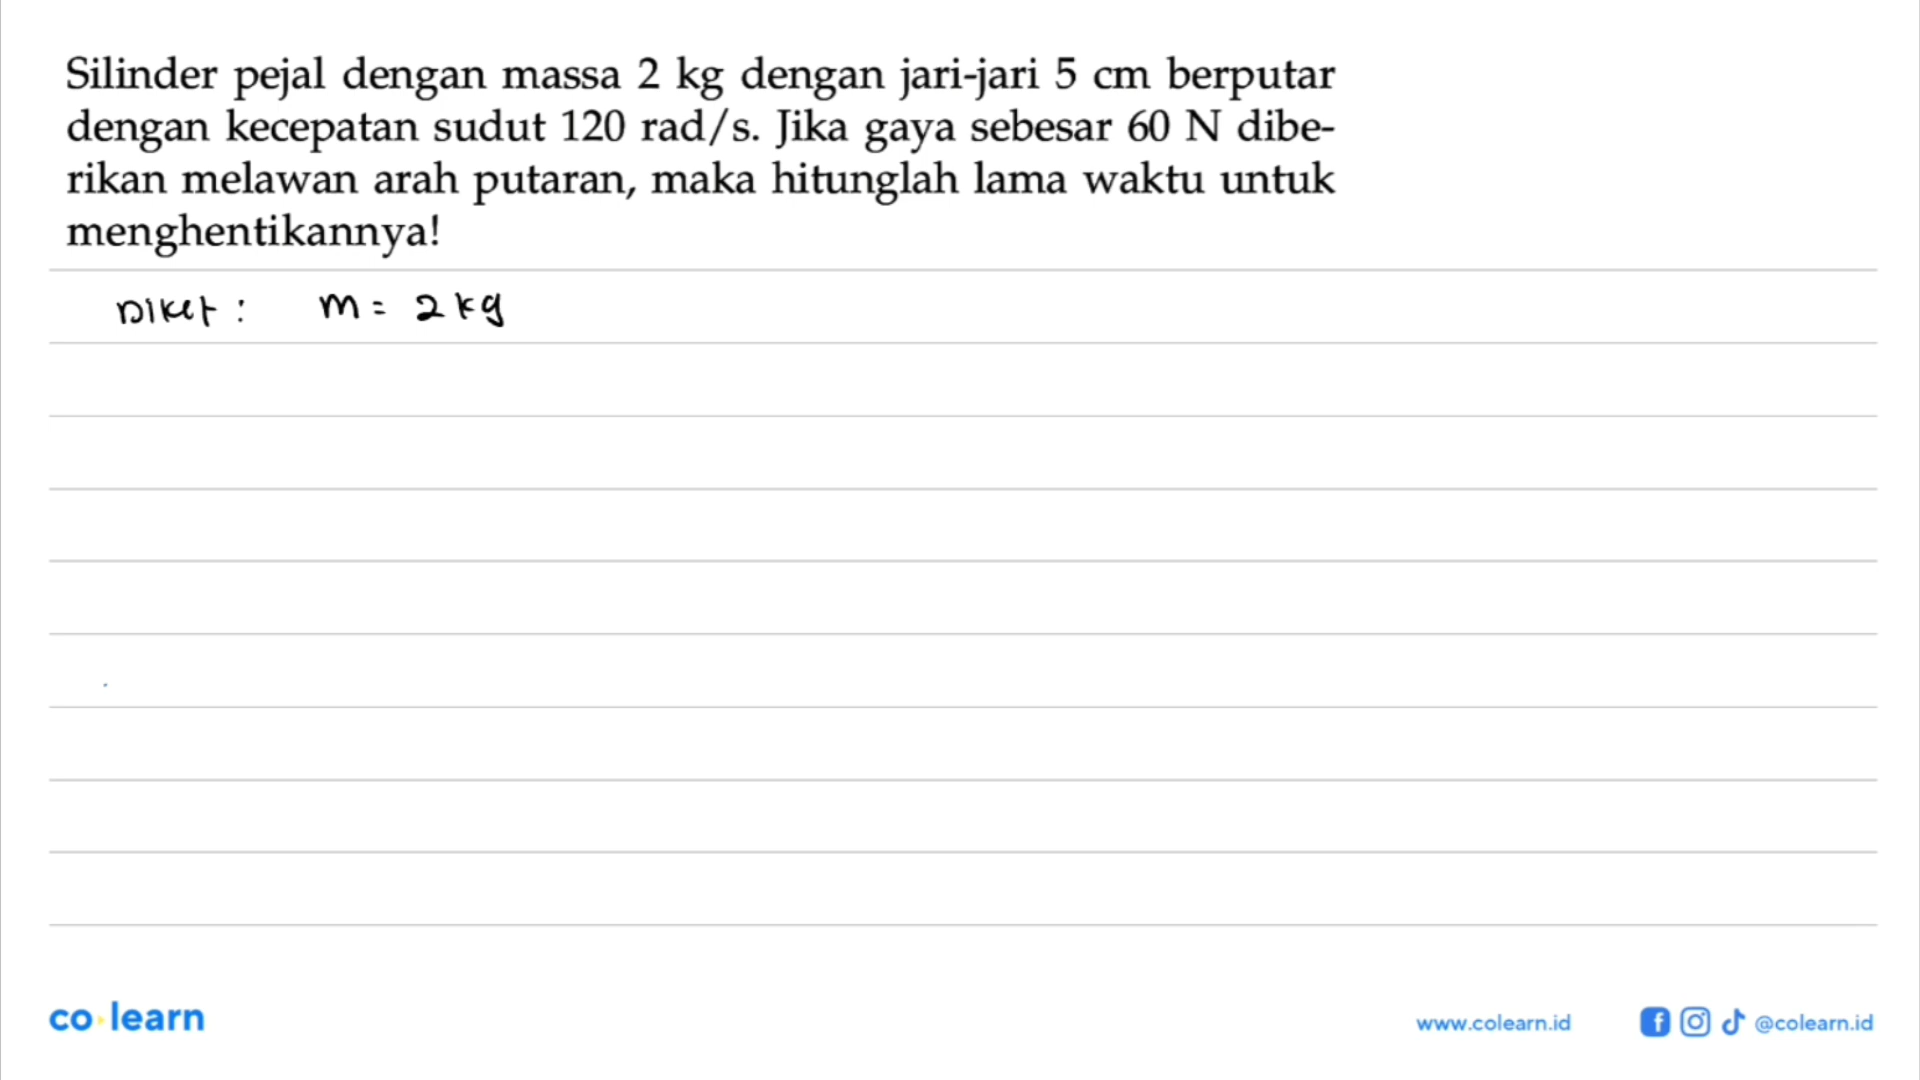 Silinder pejal dengan massa 2 kg dengan jari-jari 5 cm berputar
dengan kecepatan sudut 120 rad/s. Jika gaya sebesar 60 N dibe-
rikan melawan arah putaran, maka hitunglah lama waktu untuk
menghentikannya!
Diket : m = 2 kg
co learn
www.colearn.id @colearn.id